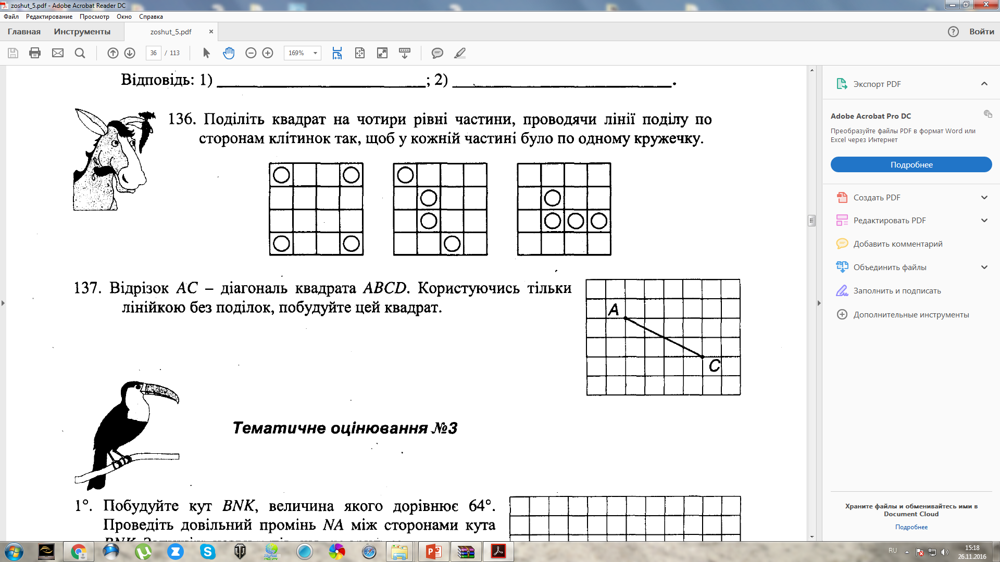 zoshut_5.pdf - Adobe Acrobat Reader DC
Файл Редактирование Просмотр Окно Справка
Главная Инструменты zoshut_5.pdf × Войти
36 / 113 169%
Відповідь: 1) ; 2) .
136. Поділіть квадрат на чотири рівні частини, проводячи лінії поділу по
сторонам клітинок так, щоб у кожній частині було по одному кружечку.
137. Відрізок AC – діагональ квадрата ABCD. Користуючись тільки
лінійкою без поділок, побудуйте цей квадрат.
A
C
Тематичне оцінювання №3
1°. Побудуйте кут BNK, величина якого дорівнює 64°.
Проведіть довільний промінь NA між сторонами кута
Экспорт PDF
Adobe Acrobat Pro DC
Преобразуйте файлы PDF в формат Word или
Excel через Интернет
Подробнее
Создать PDF
Редактировать PDF
Добавить комментарий
Объединить файлы
Заполнить и подписать
Дополнительные инструменты
Храните файлы и обменивайтесь ими в
Document Cloud
Подробнее
RU
15:18
26.11.2016